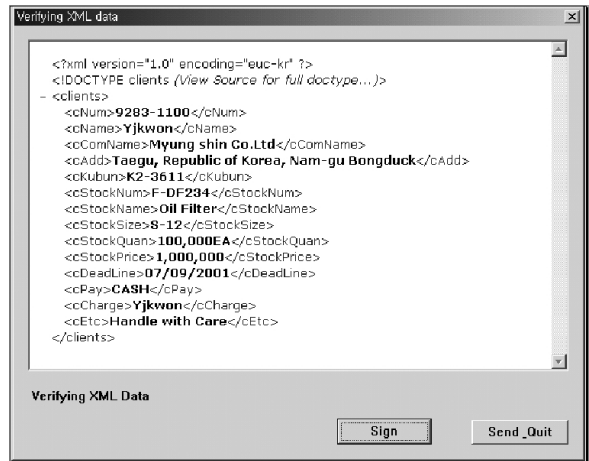 Verifying XML data
<?xml version="1.0" encoding="euc-kr" ?>
<!DOCTYPE clients (View Source for full doctype...)>
- <clients>
<cNum>9283-1100</cNum>
<cName>Yjkwon</cName>
<cComName>Myung shin Co.Ltd</cComName>
<cAdd>Taegu, Republic of Korea, Nam-gu Bongduck</cAdd>
<cKubun>K2-3611</cKubun>
<cStockNum>F-DF234</cStockNum>
<cStockName>Oil Filter</cStockName>
<cStockSize>S-12</cStockSize>
<cStockQuan>100,000EA</cStockQuan>
<cStockPrice>1,000,000</cStockPrice>
<cDeadLine>07/09/2001</cDeadLine>
<cPay>CASH</cPay>
<cCharge>Yjkwon</cCharge>
<cEtc>Handle with Care</cEtc>
</clients>
Verifying XML Data
Sign
Send_Quit